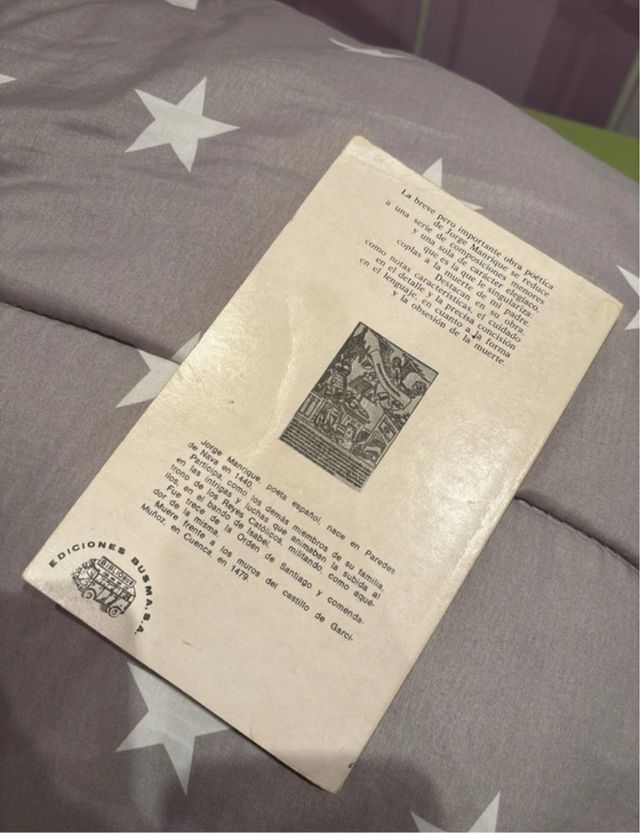 La breve pero importante obra poética
de Jorge Manrique se reduce
a una serie de composiciones menores
y una sola de carácter elegíaco,
que es la que le singulariza:
coplas a la muerte de mi padre.
Destacan en su obra,
como notas características, el cuidado
en el detalle y la precisa concisión
en el lenguaje, en cuanto a la forma
y la obsesión de la muerte.
Jorge Manrique, poeta español, nace en Paredes
de Nava en 1440.
Participa, como los demás miembros de su familia,
en las intrigas y luchas que animaban la subida al
trono de los Reyes Católicos, militando como aqué-
llos, en el bando de Isabel.
Fue trece de la Orden de Santiago y comenda-
dor de la misma.
Muere frente a los muros del castillo de Garci-
Muñoz, en Cuenca, en 1479.
EDICIONES BUSMA, S.A.
BIBLIOBUS